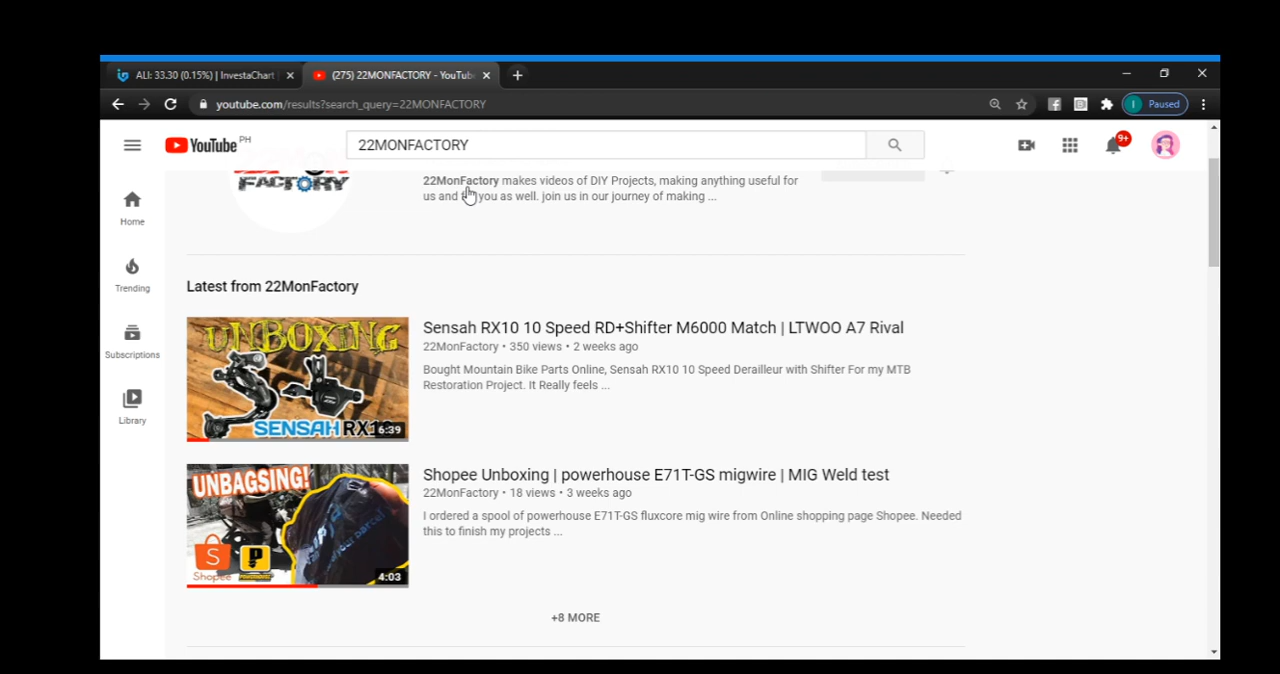 ALI: 33.30 (0.15%) | InvestaChart
(275) 22MONFACTORY - YouTub
youtube.com/results?search_query=22MONFACTORY
Paused
YouTube PH
22MONFACTORY
9+
FACTORY
22MonFactory makes videos of DIY Projects, making anything useful for
us and you as well. join us in our journey of making ...
Home
Trending
Subscriptions
Library
Latest from 22MonFactory
UNBOXING
SENSAH RX10
6:39
Sensah RX10 10 Speed RD+Shifter M6000 Match | LTWOO A7 Rival
22MonFactory • 350 views • 2 weeks ago
Bought Mountain Bike Parts Online, Sensah RX10 10 Speed Derailleur with Shifter For my MTB
Restoration Project. It Really feels ...
UNBAGSING!
your parcel
Shopee
4:03
Shopee Unboxing | powerhouse E71T-GS migwire | MIG Weld test
22MonFactory • 18 views • 3 weeks ago
I ordered a spool of powerhouse E71T-GS fluxcore mig wire from Online shopping page Shopee. Needed
this to finish my projects ...
+8 MORE